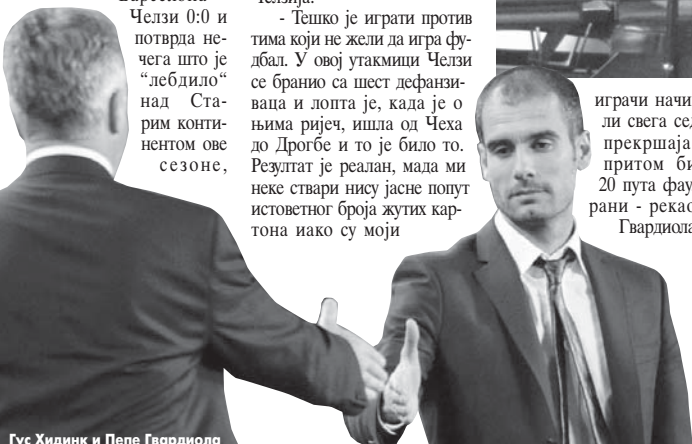 Челзи 0:0 и
потврда не-
чега што је
“лебдило“
над Ста-
рим конти-
нентом ове
сезоне,
- Тешко је играти против
тима који не жели да игра фу-
дбал. У овој утакмици Челзи
се бранио са шест дефанзи-
ваца и лопта је, када је о
њима ријеч, ишла од Чеха
до Дрогбе и то је било то.
Резултат је реалан, мада ми
неке ствари нису јасне попут
истоветног броја жутих кар-
тона иако су моји
играчи начи
ли свега сед
прекршаја
притом би
20 пута фау
рани - рекао
Гвардиола
Гус Хидинк и Пепе Гвардиола